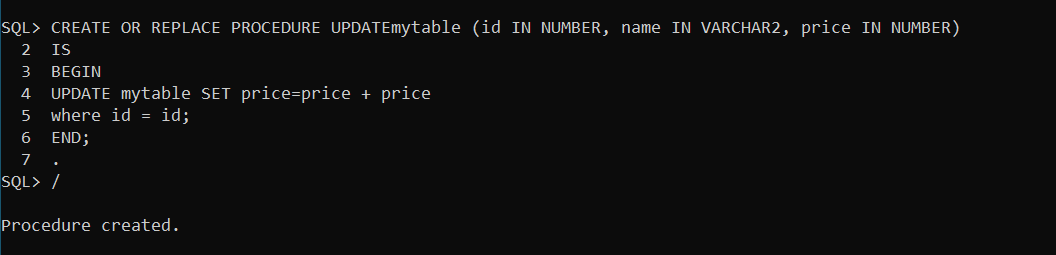 SQL> CREATE OR REPLACE PROCEDURE UPDATEmytable (id IN NUMBER, name IN VARCHAR2, price IN NUMBER)
2 IS
3 BEGIN
4 UPDATE mytable SET price=price + price
5 where id = id;
6 END;
7 .
SQL> /
Procedure created.